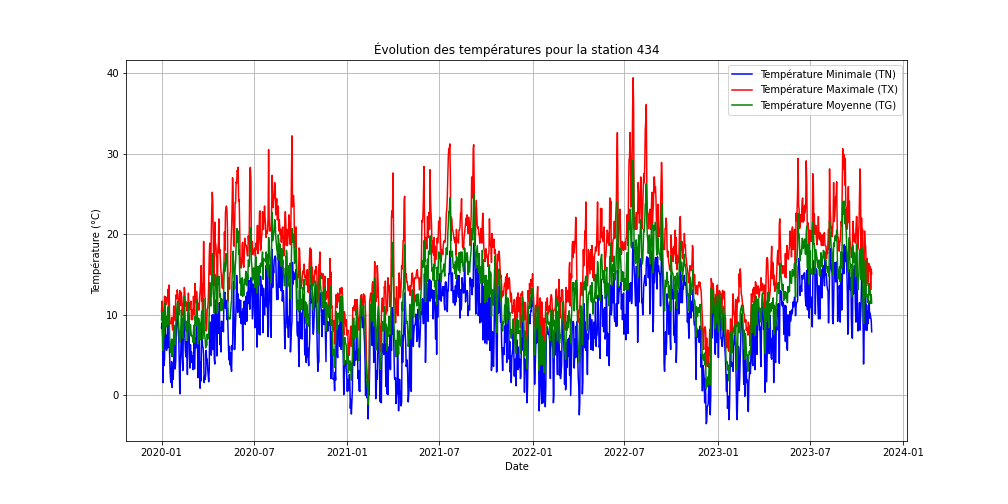 Évolution des températures pour la station 434
Température Minimale (TN)
Température Maximale (TX)
Température Moyenne (TG)
Température (°C)
40
30
20
10
0
2020-01
2020-07
2021-01
2021-07
2022-01
2022-07
2023-01
2023-07
2024-01
Date